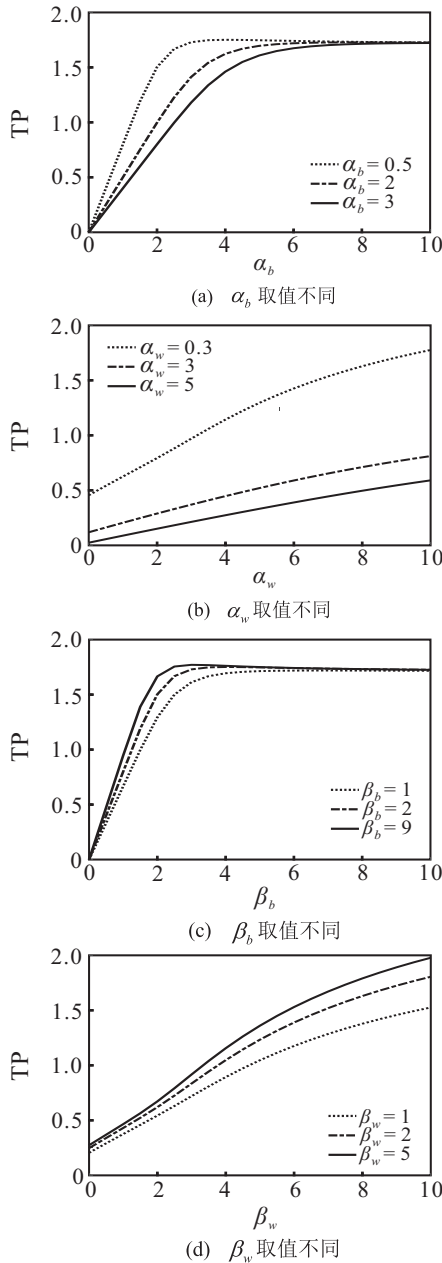 2.0
1.5
1.0
0.5
0
TP
α_b = 0.5
α_b = 2
α_b = 3
0 2 4 6 8 10
α_b
(a) α_b 取值不同
2.0
1.5
1.0
0.5
0
TP
α_w = 0.3
α_w = 3
α_w = 5
0 2 4 6 8 10
α_w
(b) α_w 取值不同
2.0
1.5
1.0
0.5
0
TP
β_b = 1
β_b = 2
β_b = 9
0 2 4 6 8 10
β_b
(c) β_b 取值不同
2.0
1.5
1.0
0.5
0
TP
β_w = 1
β_w = 2
β_w = 5
0 2 4 6 8 10
β_w
(d) β_w 取值不同